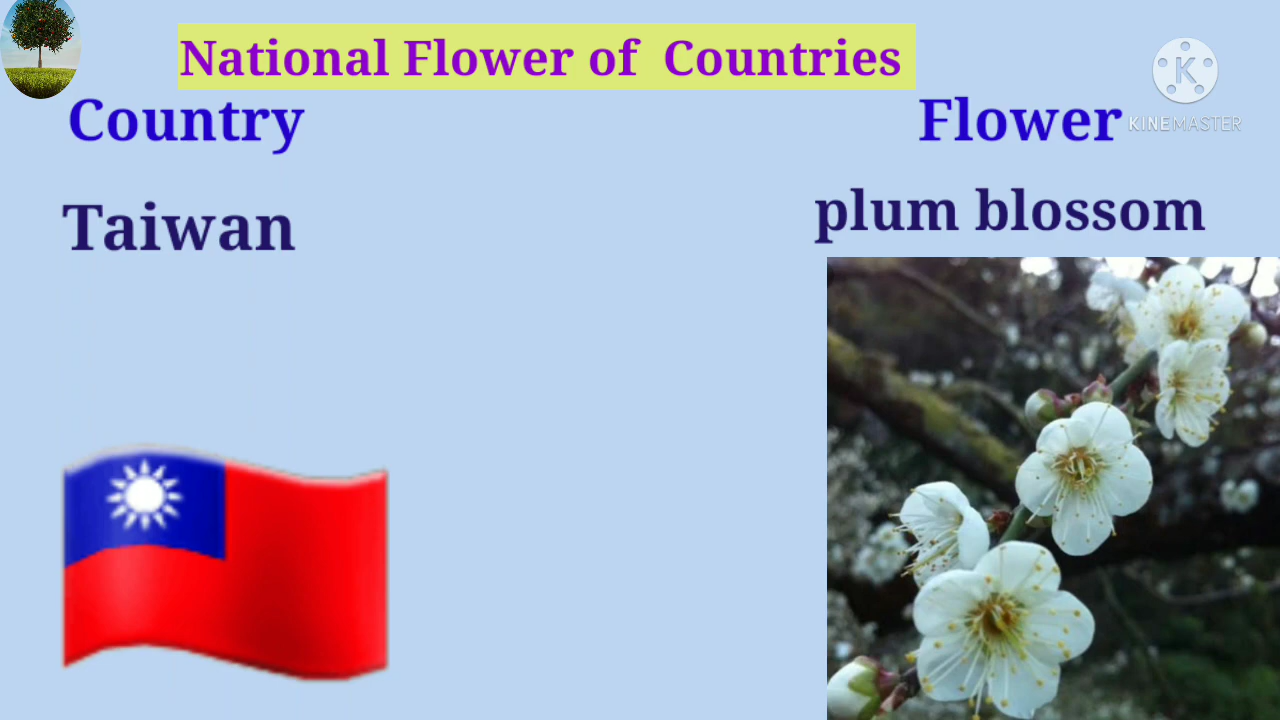 National Flower of Countries
Country
Flower
KINEMASTER
Taiwan
plum blossom